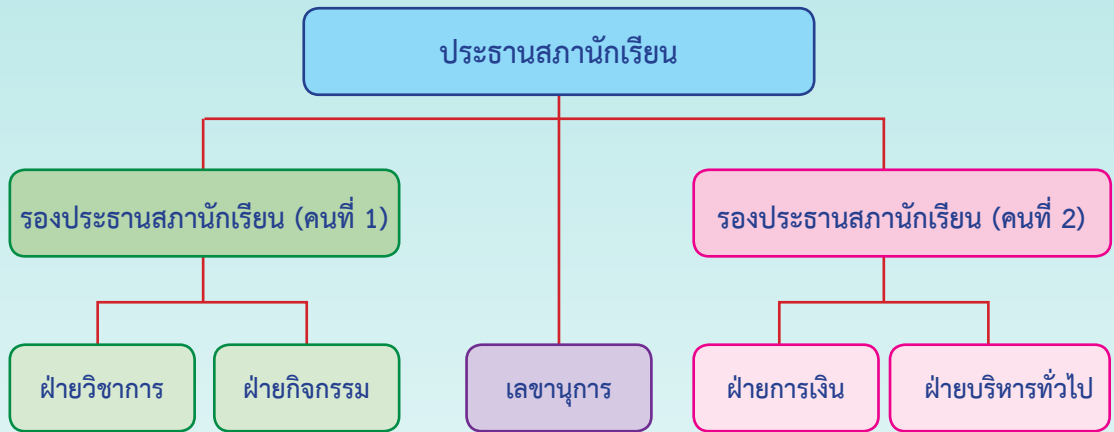 ประธานสภานักเรียน
รองประธานสภานักเรียน (คนที่ 1)
รองประธานสภานักเรียน (คนที่ 2)
ฝ่ายวิชาการ
ฝ่ายกิจกรรม
เลขานุการ
ฝ่ายการเงิน
ฝ่ายบริหารทั่วไป